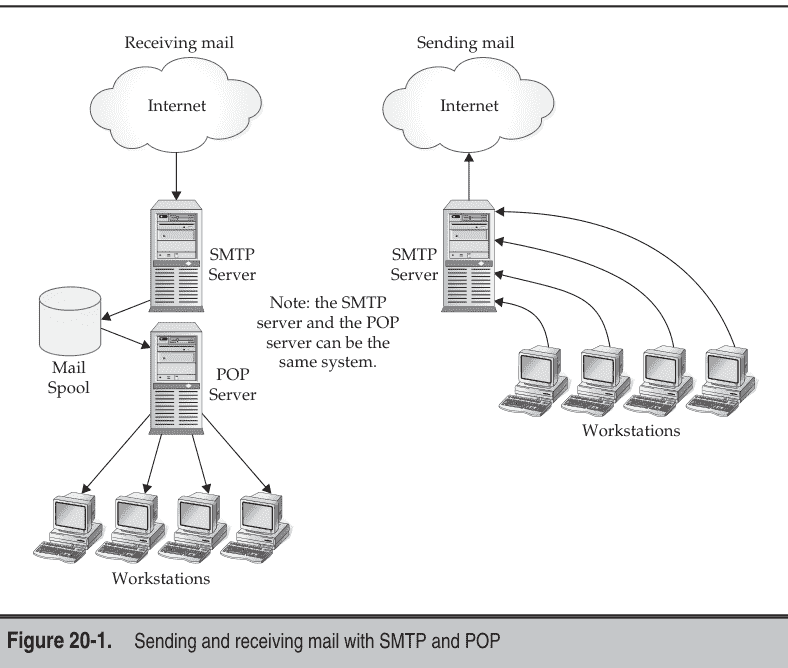 Receiving mail
Internet
SMTP
Server
Mail
Spool
POP
Server
Workstations
Note: the SMTP
server and the POP
server can be the
same system.
Sending mail
Internet
SMTP
Server
Workstations
Figure 20-1. Sending and receiving mail with SMTP and POP